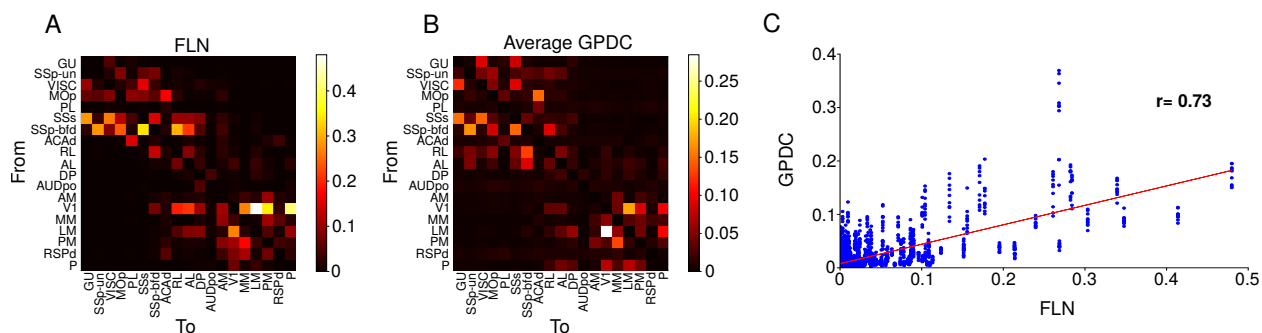 A
FLN
From
GU
SSp-un
VISC
MOp
PL
SSs
SSp-bfd
ACAd
RL
AL
DP
AUDpo
AM
V1
MM
LM
PM
RSPd
P
GU
SSp-un
VISC
MOp
PL
SSs
SSp-bfd
ACAd
RL
AL
DP
AUDpo
AM
V1
MM
LM
PM
RSPd
P
To
0.4
0.3
0.2
0.1
0
B
Average GPDC
From
GU
SSp-un
VISC
MOp
PL
SSs
SSp-bfd
ACAd
RL
AL
DP
AUDpo
AM
V1
MM
LM
PM
RSPd
P
GU
SSp-un
VISC
MOp
PL
SSs
SSp-bfd
ACAd
RL
AL
DP
AUDpo
AM
V1
MM
LM
PM
RSPd
P
To
0.25
0.20
0.15
0.10
0.05
0.00
C
GPDC
0.4
0.3
0.2
0.1
0
r= 0.73
0
0.1
0.2
0.3
0.4
0.5
FLN